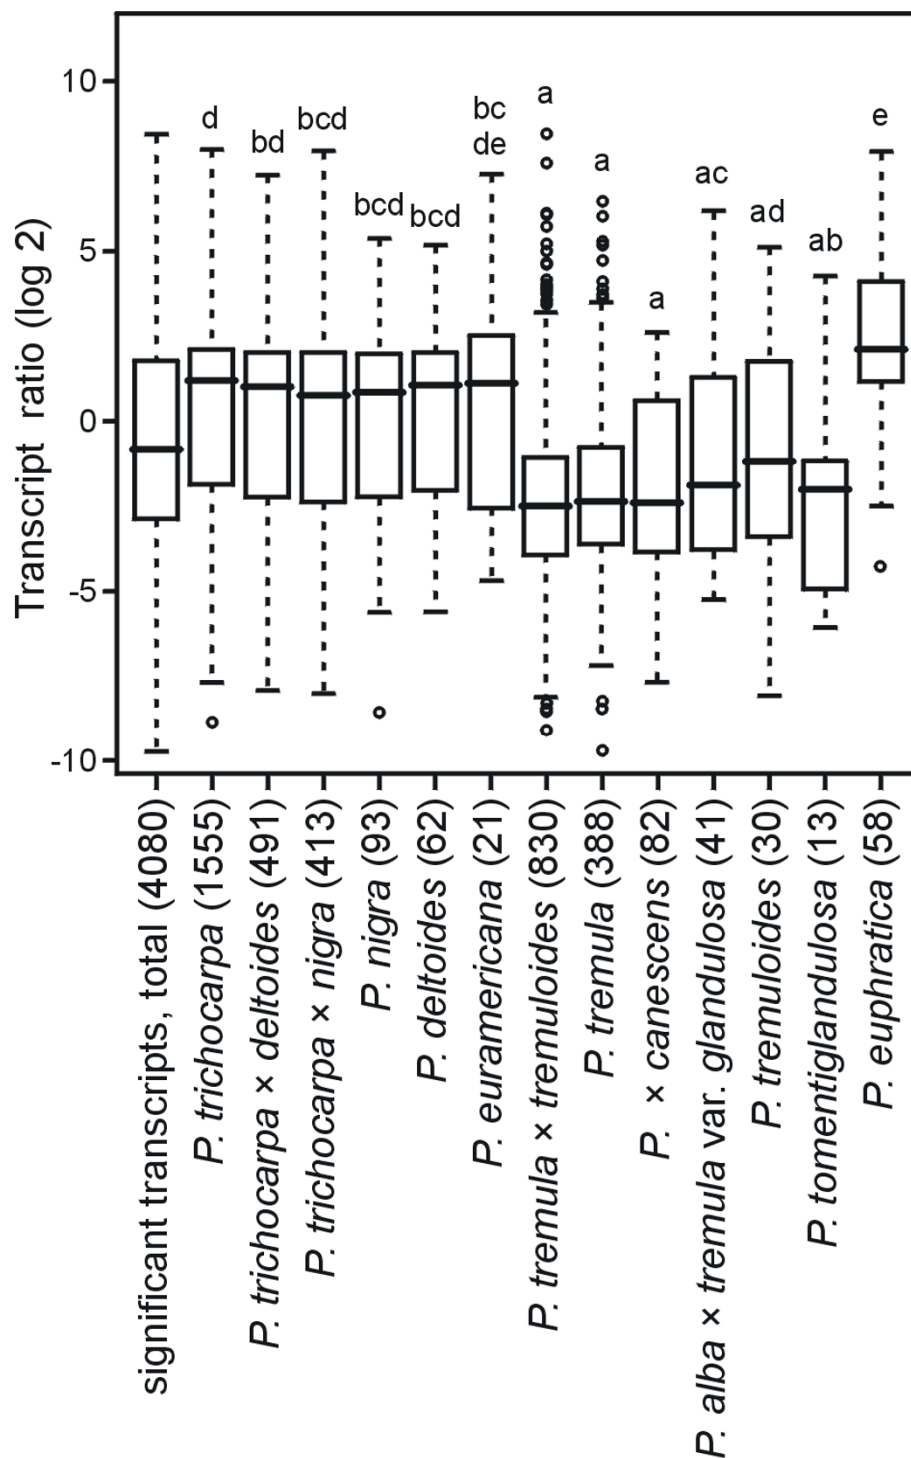 Transcript ratio (log 2)
10
5
0
-5
-10
d
bd
bcd
bcd
bcd
bc
de
a
a
a
ac
ad
ab
e
significant transcripts, total (4080)
P. trichocarpa (1555)
P. trichocarpa × deltoides (491)
P. trichocarpa × nigra (413)
P. nigra (93)
P. deltoides (62)
P. euramericana (21)
P. tremula × tremuloides (830)
P. tremula (388)
P. × canescens (82)
P. alba × tremula var. glandulosa (41)
P. tremuloides (30)
P. tomentiglandulosa (13)
P. euphratica (58)